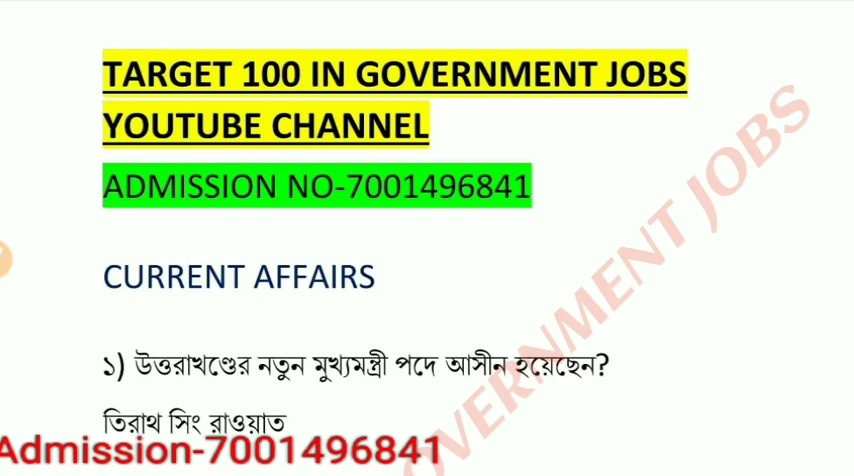 TARGET 100 IN GOVERNMENT JOBS
YOUTUBE CHANNEL
ADMISSION NO-7001496841
CURRENT AFFAIRS
১) উত্তরাখণ্ডের নতুন মুখ্যমন্ত্রী পদে আসীন হয়েছেন?
তিরাথ সিং রাওয়াত
Admission-7001496841
GOVERNMENT JOBS